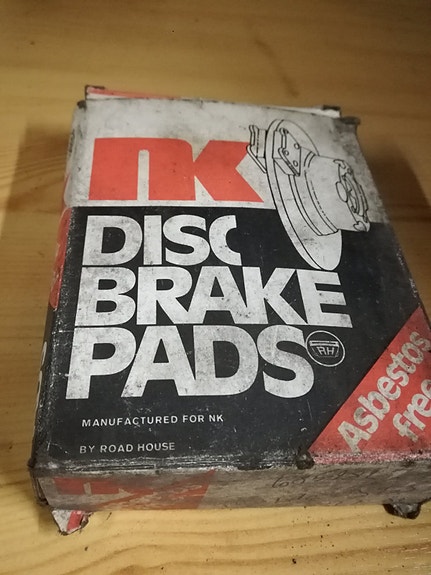 nk
DISC
BRAKE
PADS
RH
MANUFACTURED FOR NK
BY ROAD HOUSE
Asbestos
free